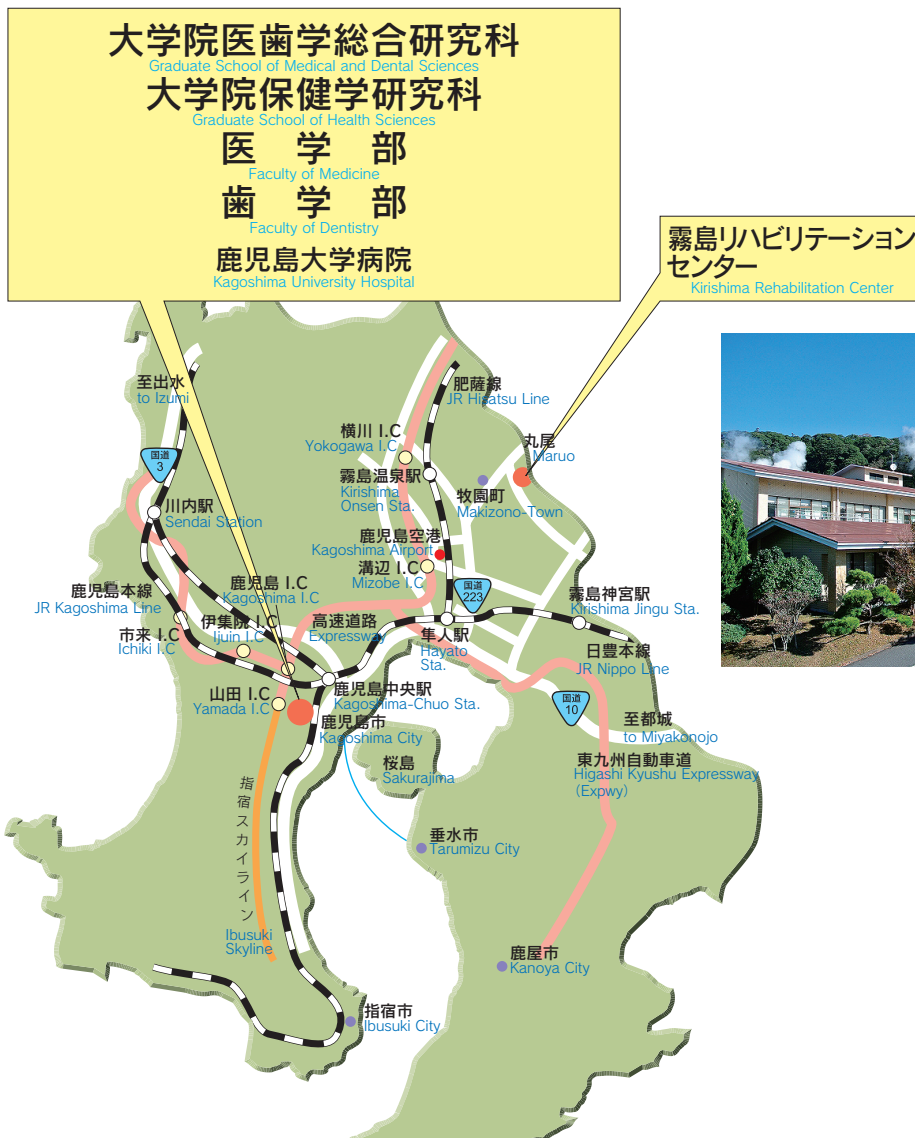 大学院医歯学総合研究科
Graduate School of Medical and Dental Sciences
大学院保健学研究科
Graduate School of Health Sciences
医 学 部
Faculty of Medicine
歯 学 部
Faculty of Dentistry
鹿児島大学病院
Kagoshima University Hospital
霧島リハビリテーション
センター
Kirishima Rehabilitation Center
至出水
to Izumi
肥薩線
JR Hisatsu Line
横川 I.C
Yokogawa I.C
丸尾
Maruo
国道
3
霧島温泉駅
Kirishima
Onsen Sta.
牧園町
Makizono-Town
川内駅
Sendai Station
鹿児島空港
Kagoshima Airport
溝辺 I.C
Mizobe I.C
鹿児島本線
JR Kagoshima Line
鹿児島 I.C
Kagoshima I.C
国道
223
霧島神宮駅
Kirishima Jingu Sta.
伊集院 I.C
Ijuin I.C
高速道路
Expressway
市来 I.C
Ichiki I.C
隼人駅
Hayato
Sta.
日豊本線
JR Nippo Line
山田 I.C
Yamada I.C
鹿児島中央駅
Kagoshima-Chuo Sta.
国道
10
鹿児島市
Kagoshima City
至都城
to Miyakonojo
桜島
Sakurajima
東九州自動車道
Higashi Kyushu Expressway
(Expwy)
指宿スカイライン
Ibusuki
Skyline
垂水市
Tarumizu City
鹿屋市
Kanoya City
指宿市
Ibusuki City